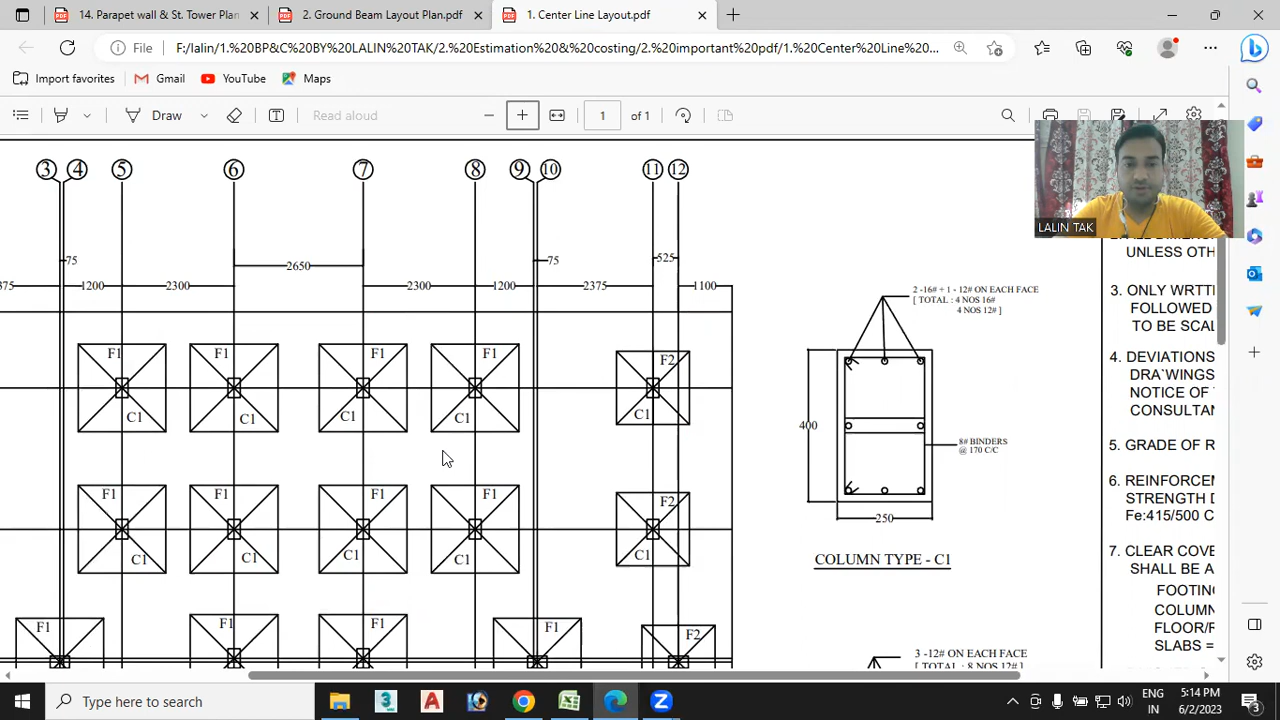 14. Parapet wall & St. Tower Plan
2. Ground Beam Layout Plan.pdf
1. Center Line Layout.pdf
File
F:/lalin/1.%20BP&C%20BY%20LALIN%20TAK/2.%20Estimation%20&%20costing/2.%20important%20pdf/1.%20Center%20Line%20...
Import favorites
Gmail
YouTube
Maps
Draw
Read aloud
1 of 1
3 4 5 6 7 8 9 10 11 12
75 2650 75 525
375 1200 2300 2300 1200 2375 1100
F1 F1 F1 F1 F2
C1 C1 C1 C1 C1
F1 F1 F1 F1 F2
C1 C1 C1 C1 C1
F1 F1 F1 F1 F2
2 -16# + 1 - 12# ON EACH FACE
[ TOTAL : 4 NOS 16#
4 NOS 12# ]
400
8# BINDERS
@ 170 C/C
250
COLUMN TYPE - C1
3 -12# ON EACH FACE
[ TOTAL : 8 NOS 12# ]
LALIN TAK
UNLESS OTH
3. ONLY WRTTI
FOLLOWED
TO BE SCAL
4. DEVIATIONS
DRA`WINGS
NOTICE OF
CONSULTAN
5. GRADE OF R
6. REINFORCEM
STRENGTH D
Fe:415/500 C
7. CLEAR COVE
SHALL BE A
FOOTING
COLUMN
FLOOR/R
SLABS =
Type here to search
ENG
IN
5:14 PM
6/2/2023
3